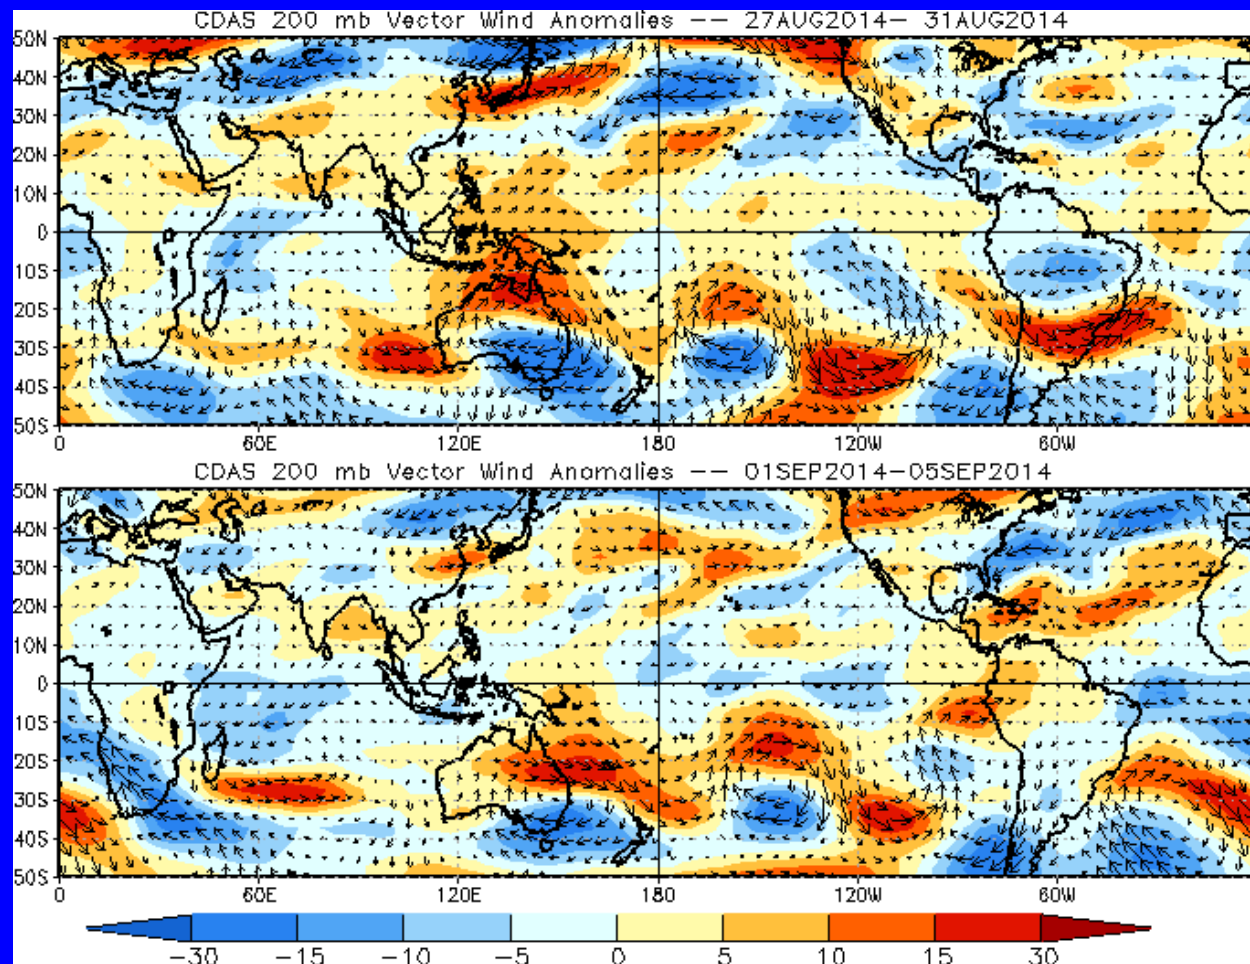 CDAS 200 mb Vector Wind Anomalies -- 27AUG2014- 31AUG2014
50N
40N
30N
20N
10N
0
10S
20S
30S
40S
50S
0 60E 120E 180 120W 60W
CDAS 200 mb Vector Wind Anomalies -- 01SEP2014-05SEP2014
50N
40N
30N
20N
10N
0
10S
20S
30S
40S
50S
0 60E 120E 180 120W 60W
-30 -15 -10 -5 0 5 10 15 30